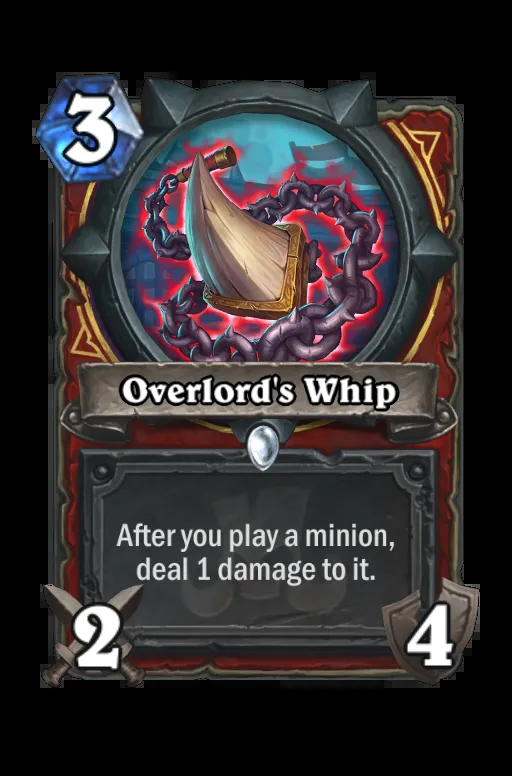 3
Overlord's Whip
After you play a minion,
deal 1 damage to it.
2
4